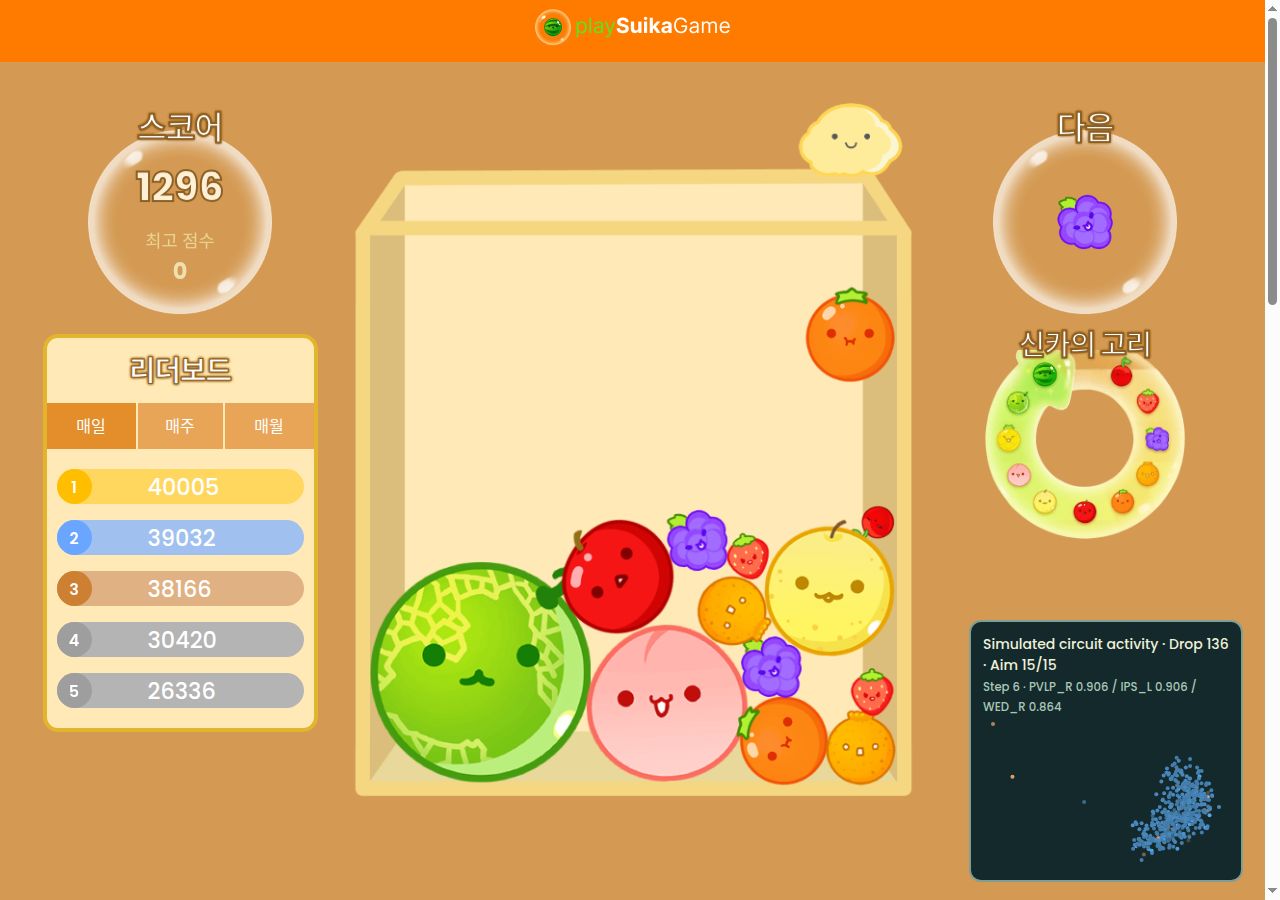 playSuikaGame
스코어
1296
최고 점수
0
리더보드
매일
매주
매월
1
40005
2
39032
3
38166
4
30420
5
26336
다음
신카의 고리
Simulated circuit activity · Drop 136
· Aim 15/15
Step 6 · PVLP_R 0.906 / IPS_L 0.906 /
WED_R 0.864